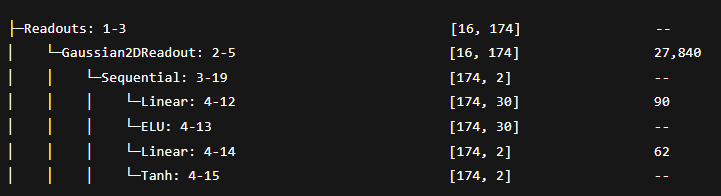 ├─Readouts: 1-3 [16, 174] --
│ └─Gaussian2DReadout: 2-5 [16, 174] 27,840
│ │ └─Sequential: 3-19 [174, 2] --
│ │ │ └─Linear: 4-12 [174, 30] 90
│ │ │ └─ELU: 4-13 [174, 30] --
│ │ │ └─Linear: 4-14 [174, 2] 62
│ │ │ └─Tanh: 4-15 [174, 2] --